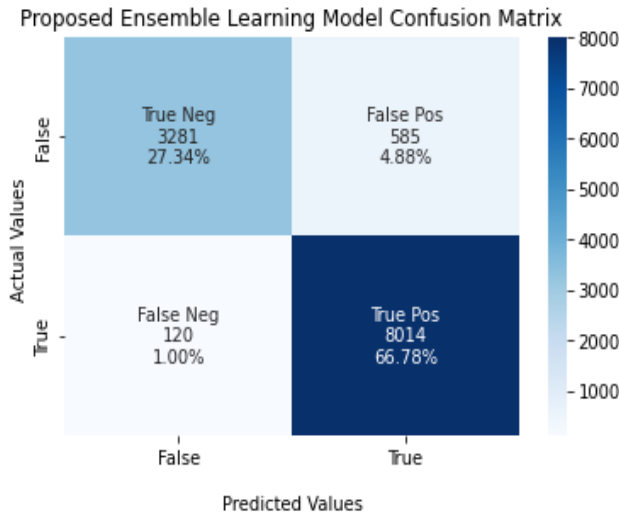 Proposed Ensemble Learning Model Confusion Matrix
True Neg
3281
27.34%
False Pos
585
4.88%
False Neg
120
1.00%
True Pos
8014
66.78%
Actual Values
False
True
False
True
Predicted Values
8000
7000
6000
5000
4000
3000
2000
1000